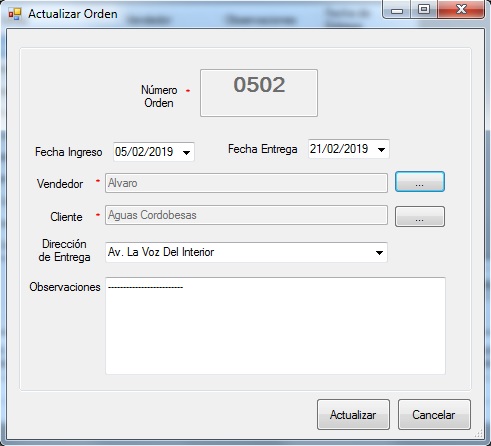 Actualizar Orden
Número * 0502
Orden
Fecha Ingreso 05/02/2019 Fecha Entrega 21/02/2019
Vendedor * Alvaro ...
Cliente * Aguas Cordobesas ...
Dirección
de Entrega Av. La Voz Del Interior
Observaciones -------------------------
Actualizar Cancelar